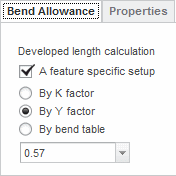 Bend Allowance Properties
Developed length calculation
A feature specific setup
By K factor
By Y factor
By bend table
0.57